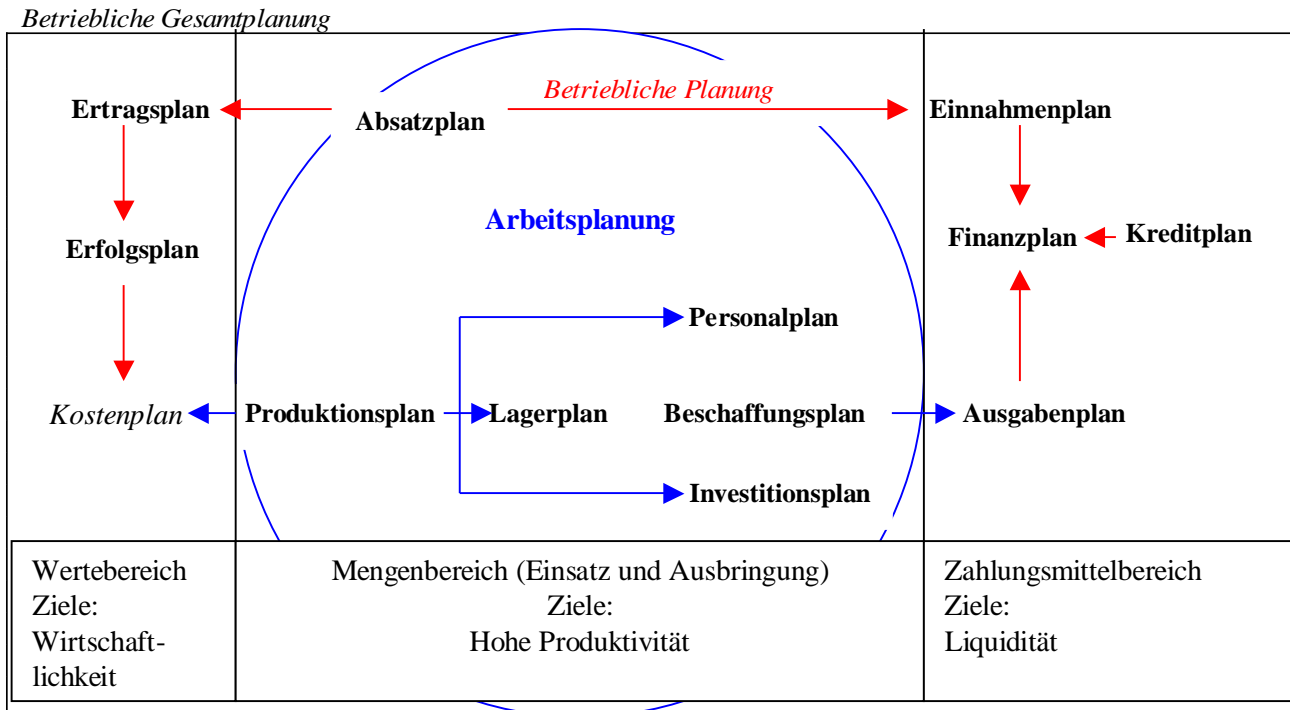 Betriebliche Gesamtplanung
Betriebliche Planung
Ertragsplan
Absatzplan
Einnahmenplan
Arbeitsplanung
Erfolgsplan
Finanzplan
Kreditplan
Personalplan
Kostenplan
Produktionsplan
Lagerplan
Beschaffungsplan
Ausgabenplan
Investitionsplan
Wertebereich
Ziele:
Wirtschaft-
lichkeit
Mengenbereich (Einsatz und Ausbringung)
Ziele:
Hohe Produktivität
Zahlungsmittelbereich
Ziele:
Liquidität